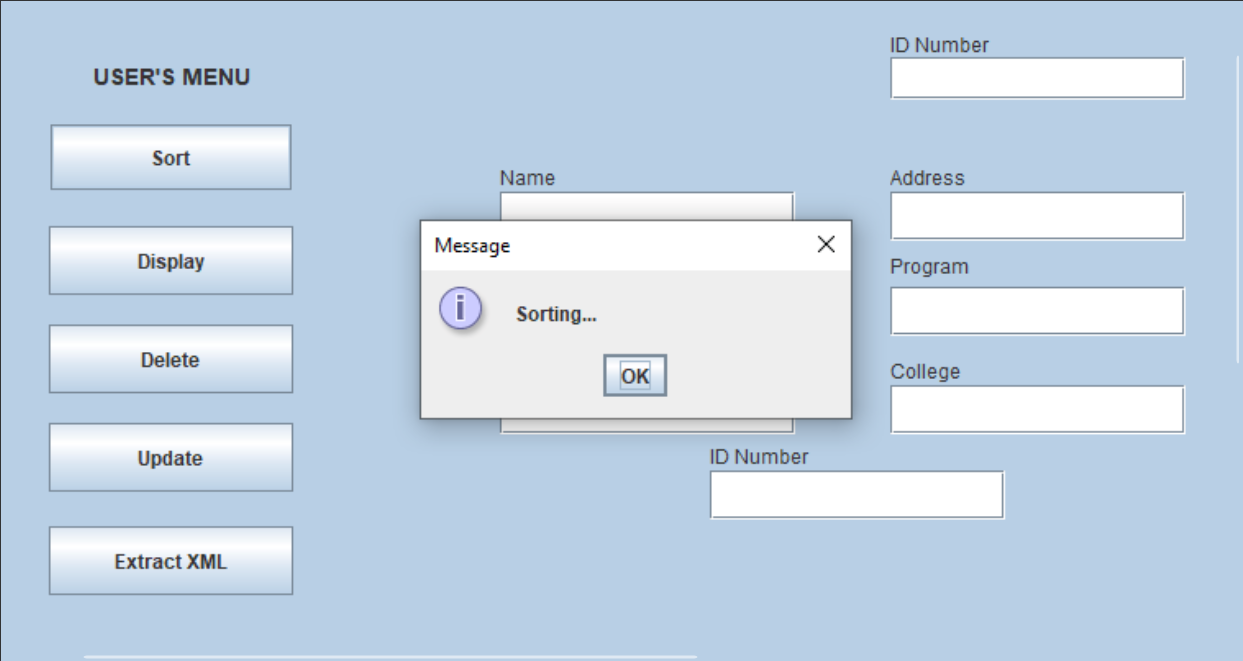 USER'S MENU
Sort
Display
Delete
Update
Extract XML
ID Number
Name
Address
Program
College
ID Number
Message
Sorting...
OK